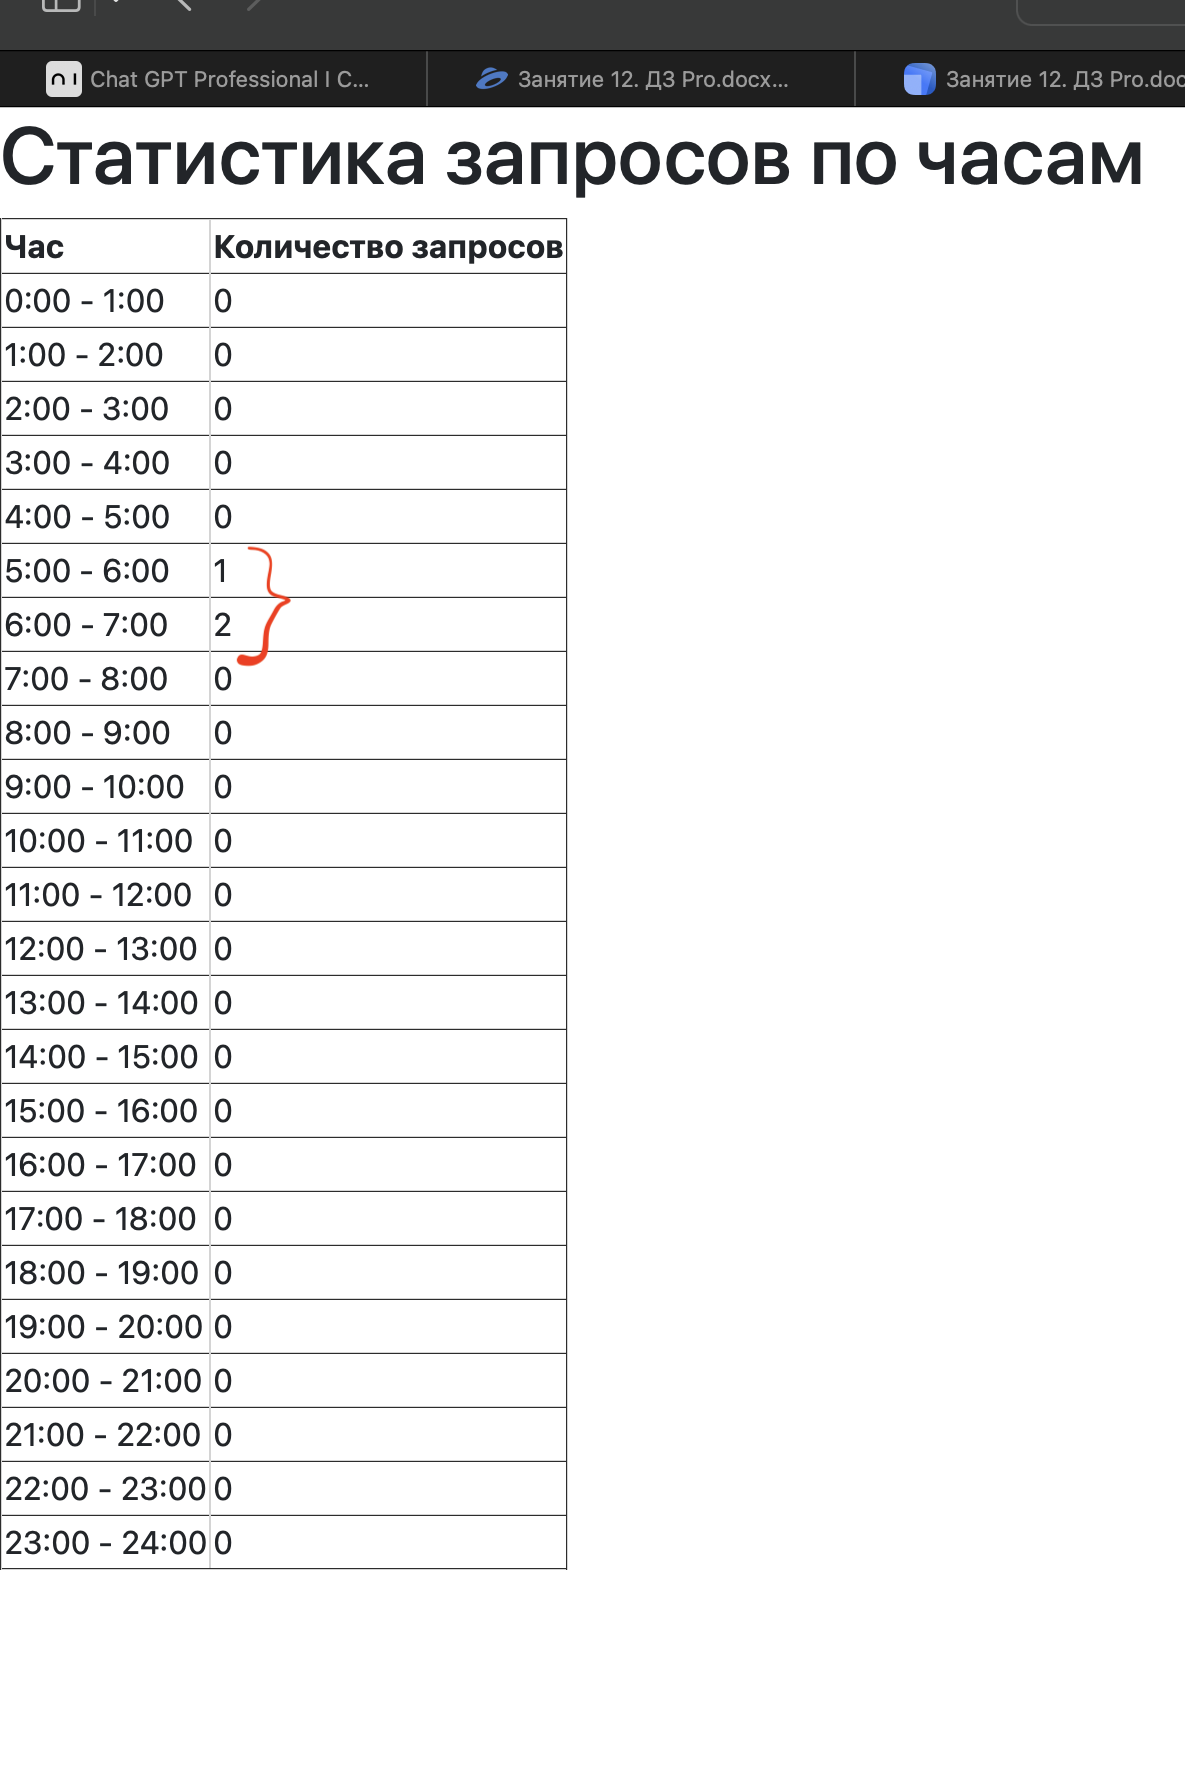 Chat GPT Professional I C...
Занятие 12. ДЗ Pro.docx...
Занятие 12. ДЗ Pro.doc
Статистика запросов по часам
Час Количество запросов
0:00 - 1:00 0
1:00 - 2:00 0
2:00 - 3:00 0
3:00 - 4:00 0
4:00 - 5:00 0
5:00 - 6:00 1
6:00 - 7:00 2
7:00 - 8:00 0
8:00 - 9:00 0
9:00 - 10:00 0
10:00 - 11:00 0
11:00 - 12:00 0
12:00 - 13:00 0
13:00 - 14:00 0
14:00 - 15:00 0
15:00 - 16:00 0
16:00 - 17:00 0
17:00 - 18:00 0
18:00 - 19:00 0
19:00 - 20:00 0
20:00 - 21:00 0
21:00 - 22:00 0
22:00 - 23:00 0
23:00 - 24:00 0